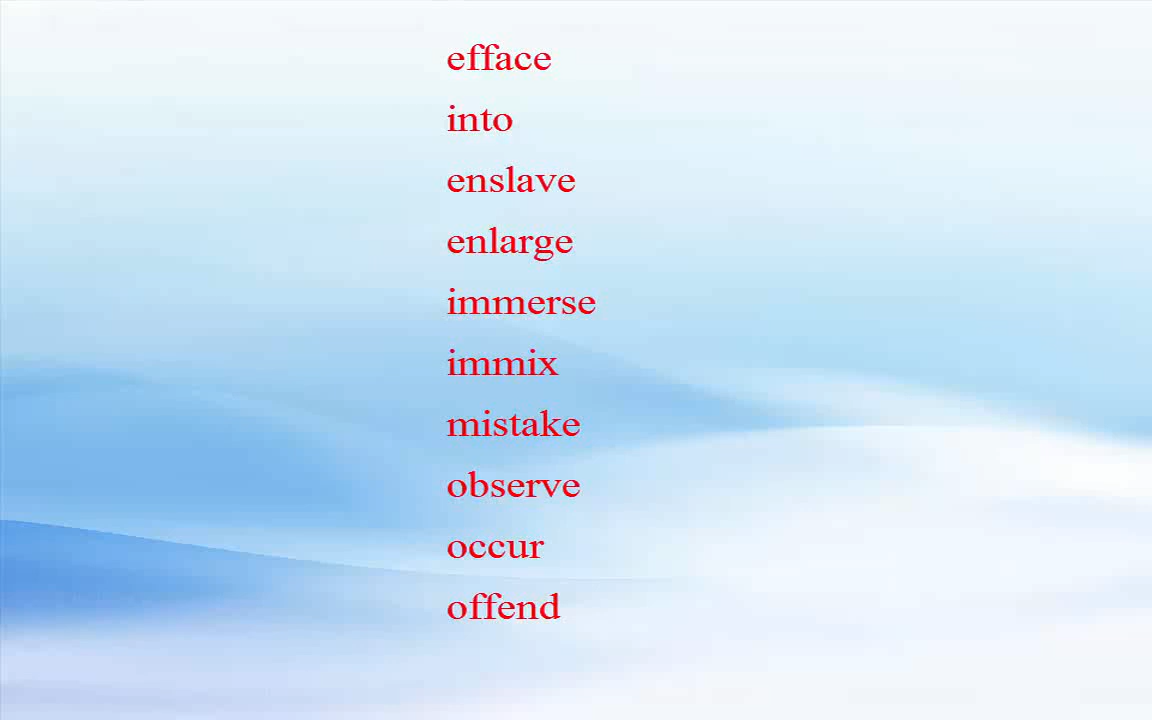 efface
into
enslave
enlarge
immerse
immix
mistake
observe
occur
offend